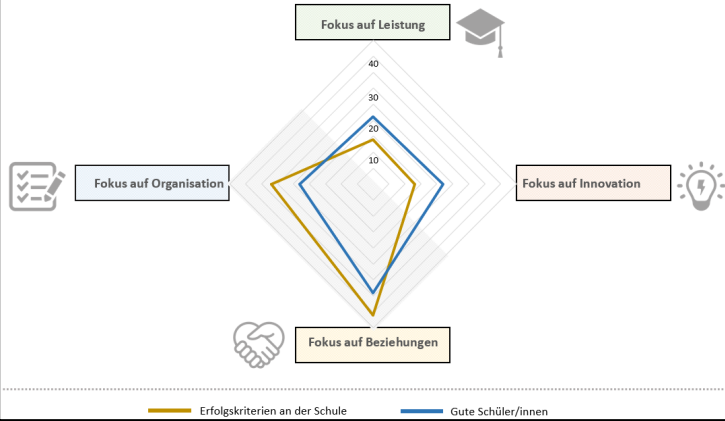 Fokus auf Leistung
40
30
20
10
Fokus auf Organisation
Fokus auf Innovation
Fokus auf Beziehungen
Erfolgskriterien an der Schule
Gute Schüler/innen